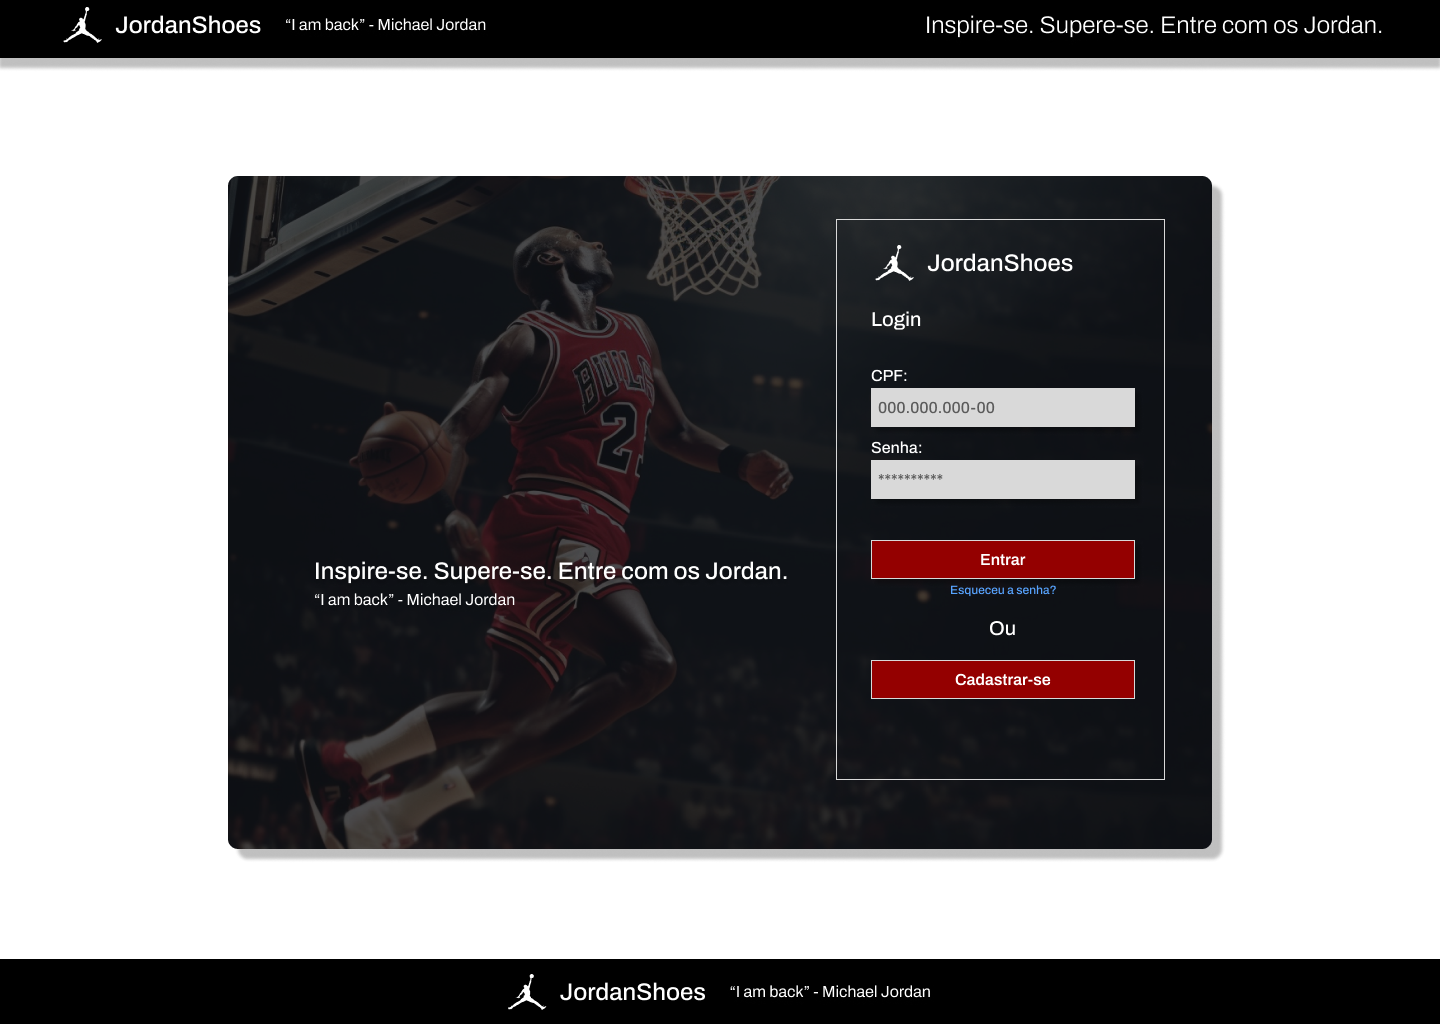 JordanShoes
“I am back” - Michael Jordan
Inspire-se. Supere-se. Entre com os Jordan.
BULLS
23
Inspire-se. Supere-se. Entre com os Jordan.
“I am back” - Michael Jordan
JordanShoes
Login
CPF:
000.000.000-00
Senha:
**********
Entrar
Esqueceu a senha?
Ou
Cadastrar-se
JordanShoes
“I am back” - Michael Jordan